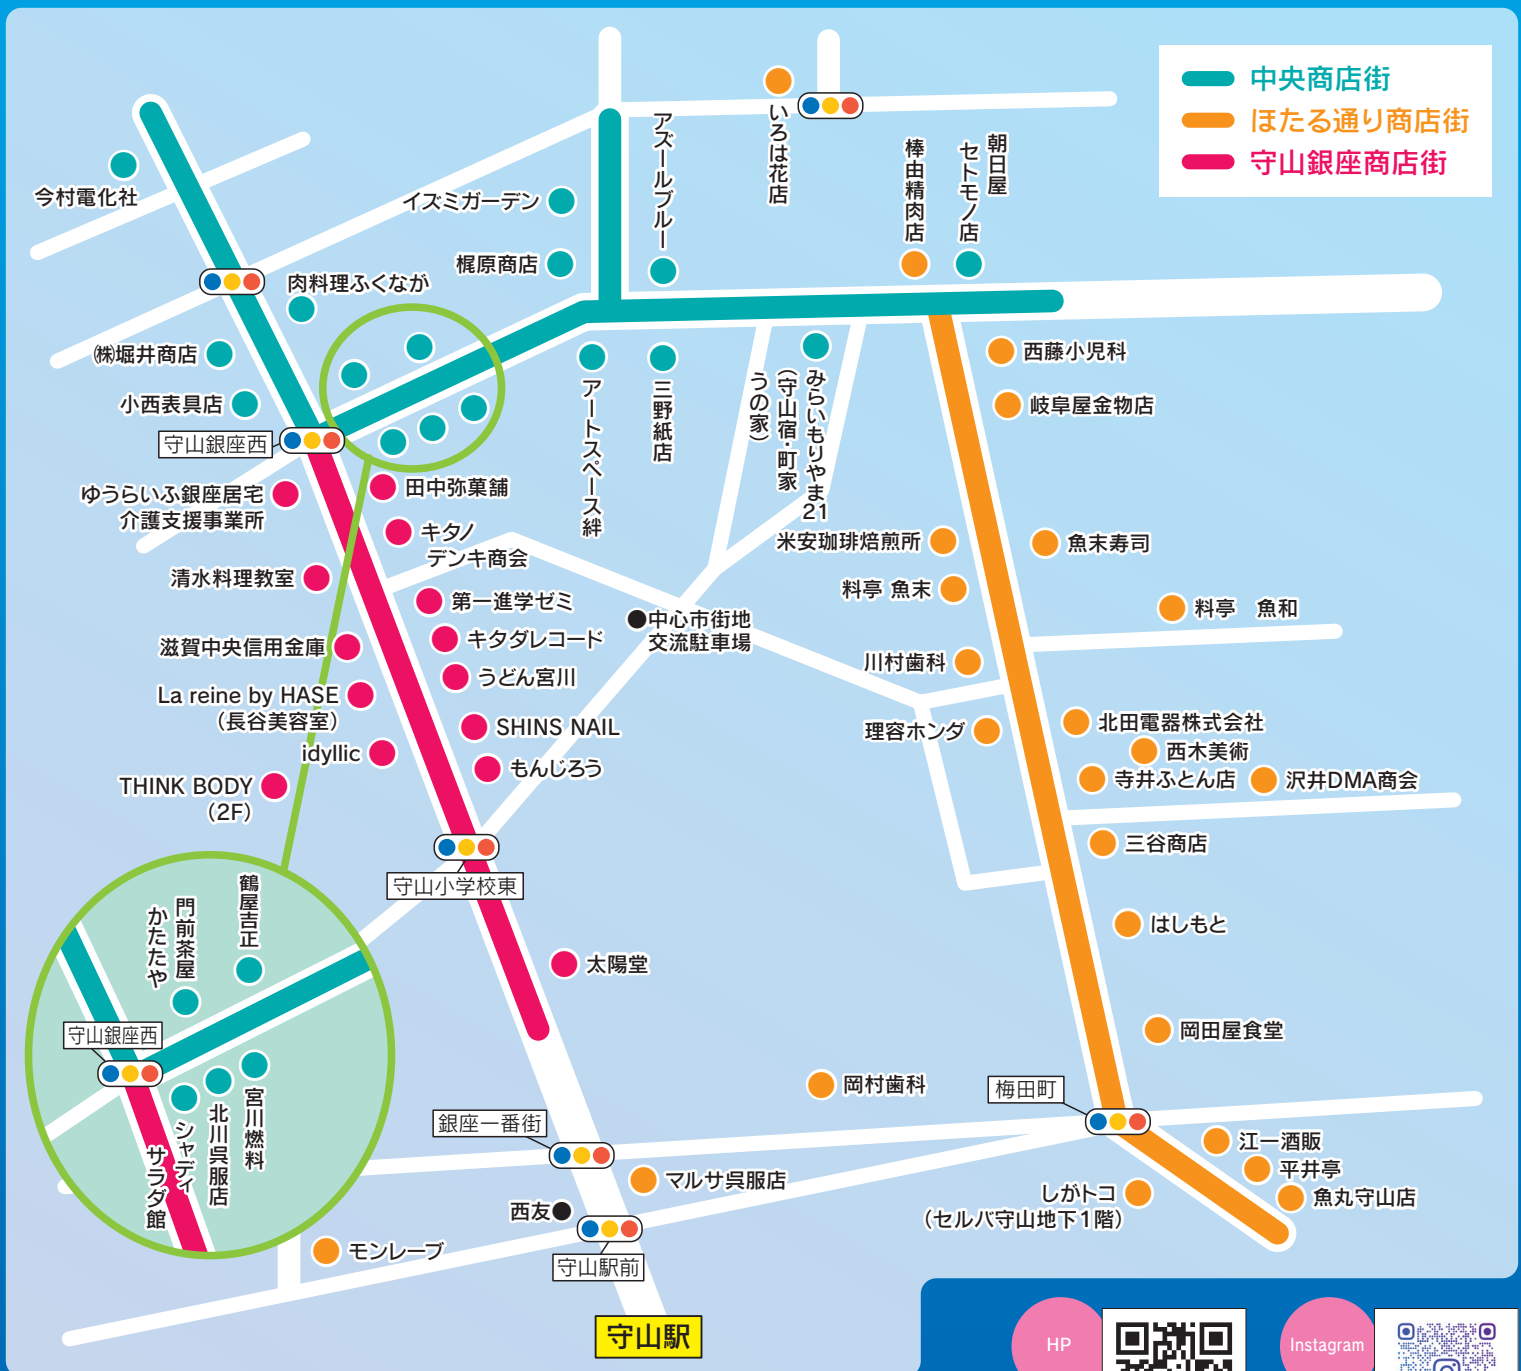 中央商店街
ほたる通り商店街
守山銀座商店街
いろは花店
アズールブルー
棒由精肉店
朝日屋
セトモノ店
今村電化社
イズミガーデン
梶原商店
肉料理ふくなが
㈱堀井商店
小西表具店
守山銀座西
アートスペース絆
三野紙店
みらいもりやま21
（守山宿・町家
うの家）
西藤小児科
岐阜屋金物店
ゆうらいふ銀座居宅
介護支援事業所
田中弥菓舗
キタノ
デンキ商会
清水料理教室
第一進学ゼミ
キタダレコード
滋賀中央信用金庫
うどん宮川
La reine by HASE
（長谷美容室）
SHINS NAIL
idyllic
もんじろう
THINK BODY
（2F）
中心市街地
交流駐車場
米安珈琲焙煎所
魚末寿司
料亭 魚末
料亭　魚和
川村歯科
理容ホンダ
北田電器株式会社
西木美術
寺井ふとん店
沢井DMA商会
三谷商店
守山小学校東
はしもと
太陽堂
岡田屋食堂
岡村歯科
梅田町
鶴屋吉正
門前茶屋
かたたや
守山銀座西
宮川燃料
北川呉服店
シャディ
サラダ館
銀座一番街
マルサ呉服店
江一酒販
平井亭
魚丸守山店
しがトコ
（セルバ守山地下1階）
西友
モンレーブ
守山駅前
守山駅
HP
Instagram